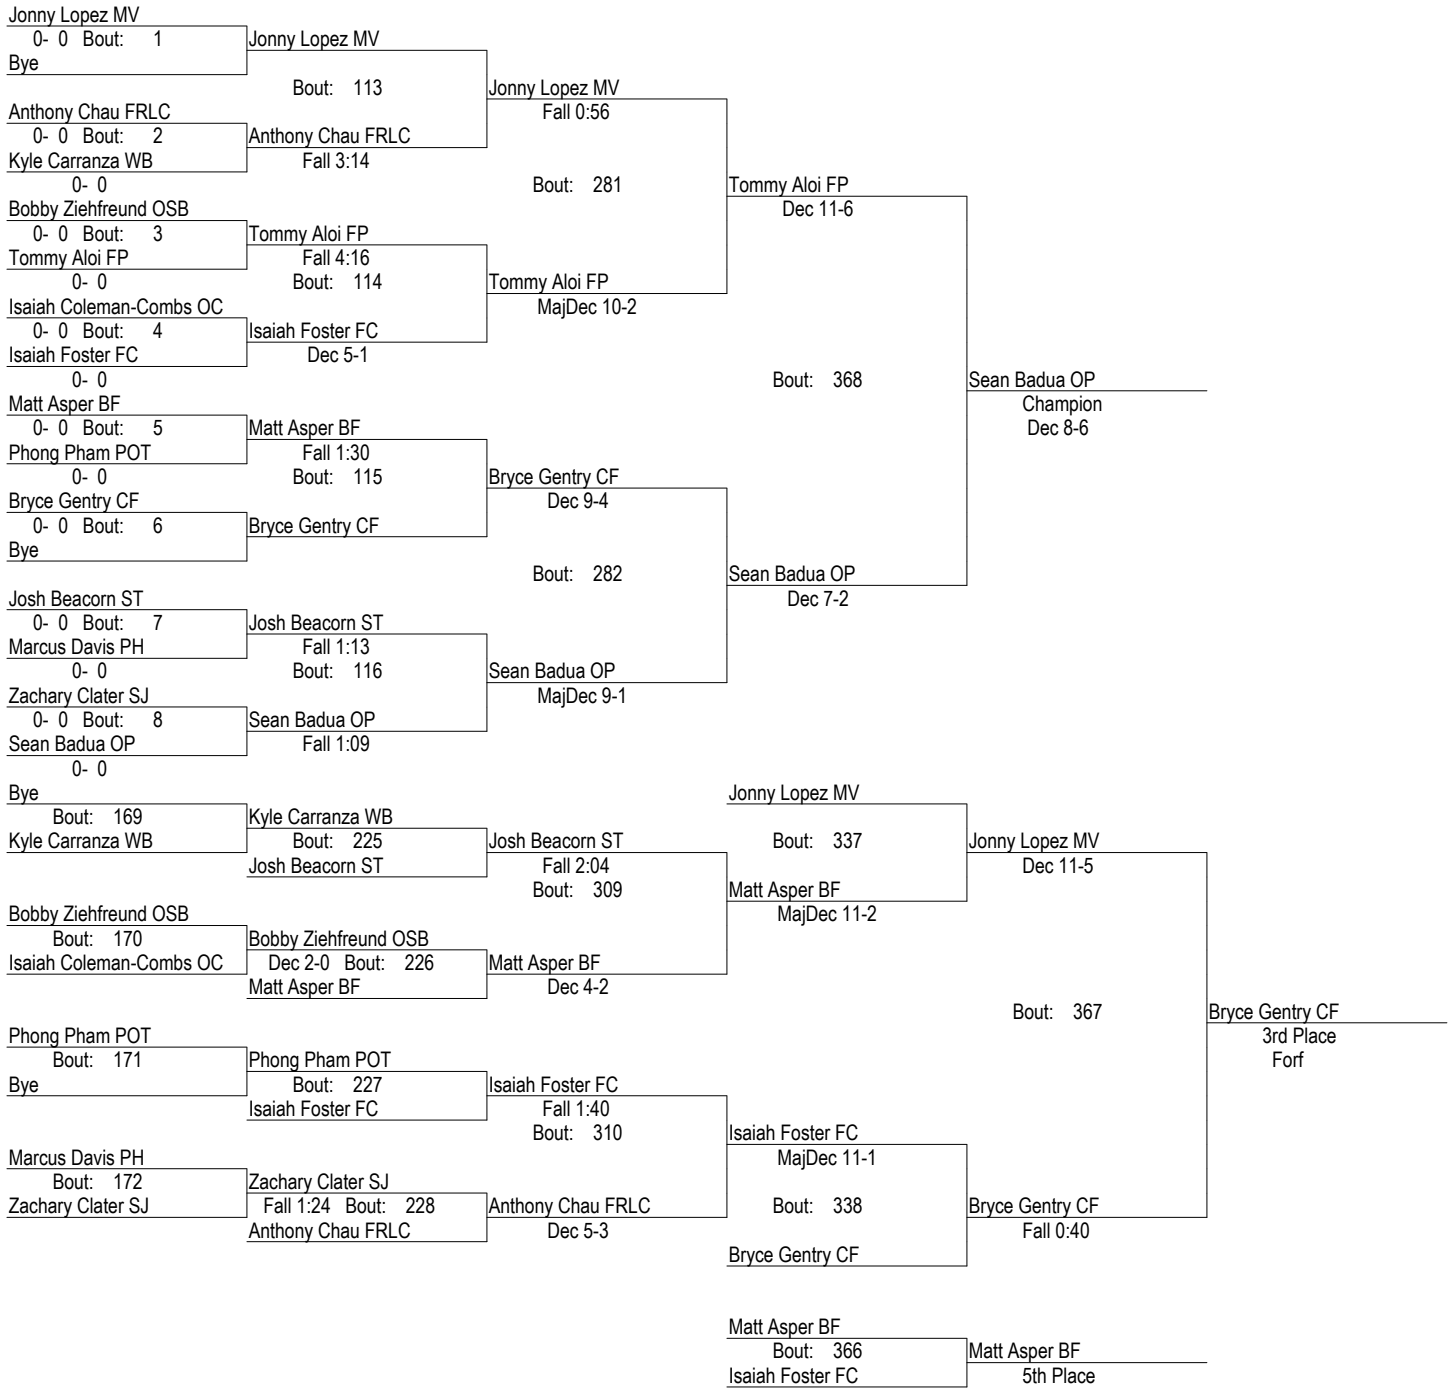 Jonny Lopez MV
0- 0 Bout: 1 Jonny Lopez MV
Bye
Bout: 113 Jonny Lopez MV
Anthony Chau FRLC Fall 0:56
0- 0 Bout: 2 Anthony Chau FRLC
Kyle Carranza WB Fall 3:14
0- 0 Bout: 281 Tommy Aloi FP
Bobby Ziehfreund OSB Dec 11-6
0- 0 Bout: 3 Tommy Aloi FP
Tommy Aloi FP Fall 4:16
0- 0 Bout: 114 Tommy Aloi FP
Isaiah Coleman-Combs OC MajDec 10-2
0- 0 Bout: 4 Isaiah Foster FC
Isaiah Foster FC Dec 5-1
0- 0 Bout: 368 Sean Badua OP
Matt Asper BF Champion
0- 0 Bout: 5 Matt Asper BF Dec 8-6
Phong Pham POT Fall 1:30
0- 0 Bout: 115 Bryce Gentry CF
Bryce Gentry CF Dec 9-4
0- 0 Bout: 6 Bryce Gentry CF
Bye
Bout: 282 Sean Badua OP
Josh Beacorn ST Dec 7-2
0- 0 Bout: 7 Josh Beacorn ST
Marcus Davis PH Fall 1:13
0- 0 Bout: 116 Sean Badua OP
Zachary Clater SJ MajDec 9-1
0- 0 Bout: 8 Sean Badua OP
Sean Badua OP Fall 1:09
0- 0
Bye Jonny Lopez MV
Bout: 169 Kyle Carranza WB
Kyle Carranza WB Bout: 225 Josh Beacorn ST Bout: 337 Jonny Lopez MV
Josh Beacorn ST Fall 2:04 Dec 11-5
Bout: 309 Matt Asper BF
Bobby Ziehfreund OSB MajDec 11-2
Bout: 170 Bobby Ziehfreund OSB
Isaiah Coleman-Combs OC Dec 2-0 Bout: 226 Matt Asper BF
Matt Asper BF Dec 4-2
Bout: 367 Bryce Gentry CF
Phong Pham POT 3rd Place
Bout: 171 Phong Pham POT Forf
Bye Bout: 227 Isaiah Foster FC
Isaiah Foster FC Fall 1:40
Bout: 310 Isaiah Foster FC
Marcus Davis PH MajDec 11-1
Bout: 172 Zachary Clater SJ
Zachary Clater SJ Fall 1:24 Bout: 228 Anthony Chau FRLC Bout: 338 Bryce Gentry CF
Anthony Chau FRLC Dec 5-3 Fall 0:40
Bryce Gentry CF
Matt Asper BF
Bout: 366 Matt Asper BF
Isaiah Foster FC 5th Place